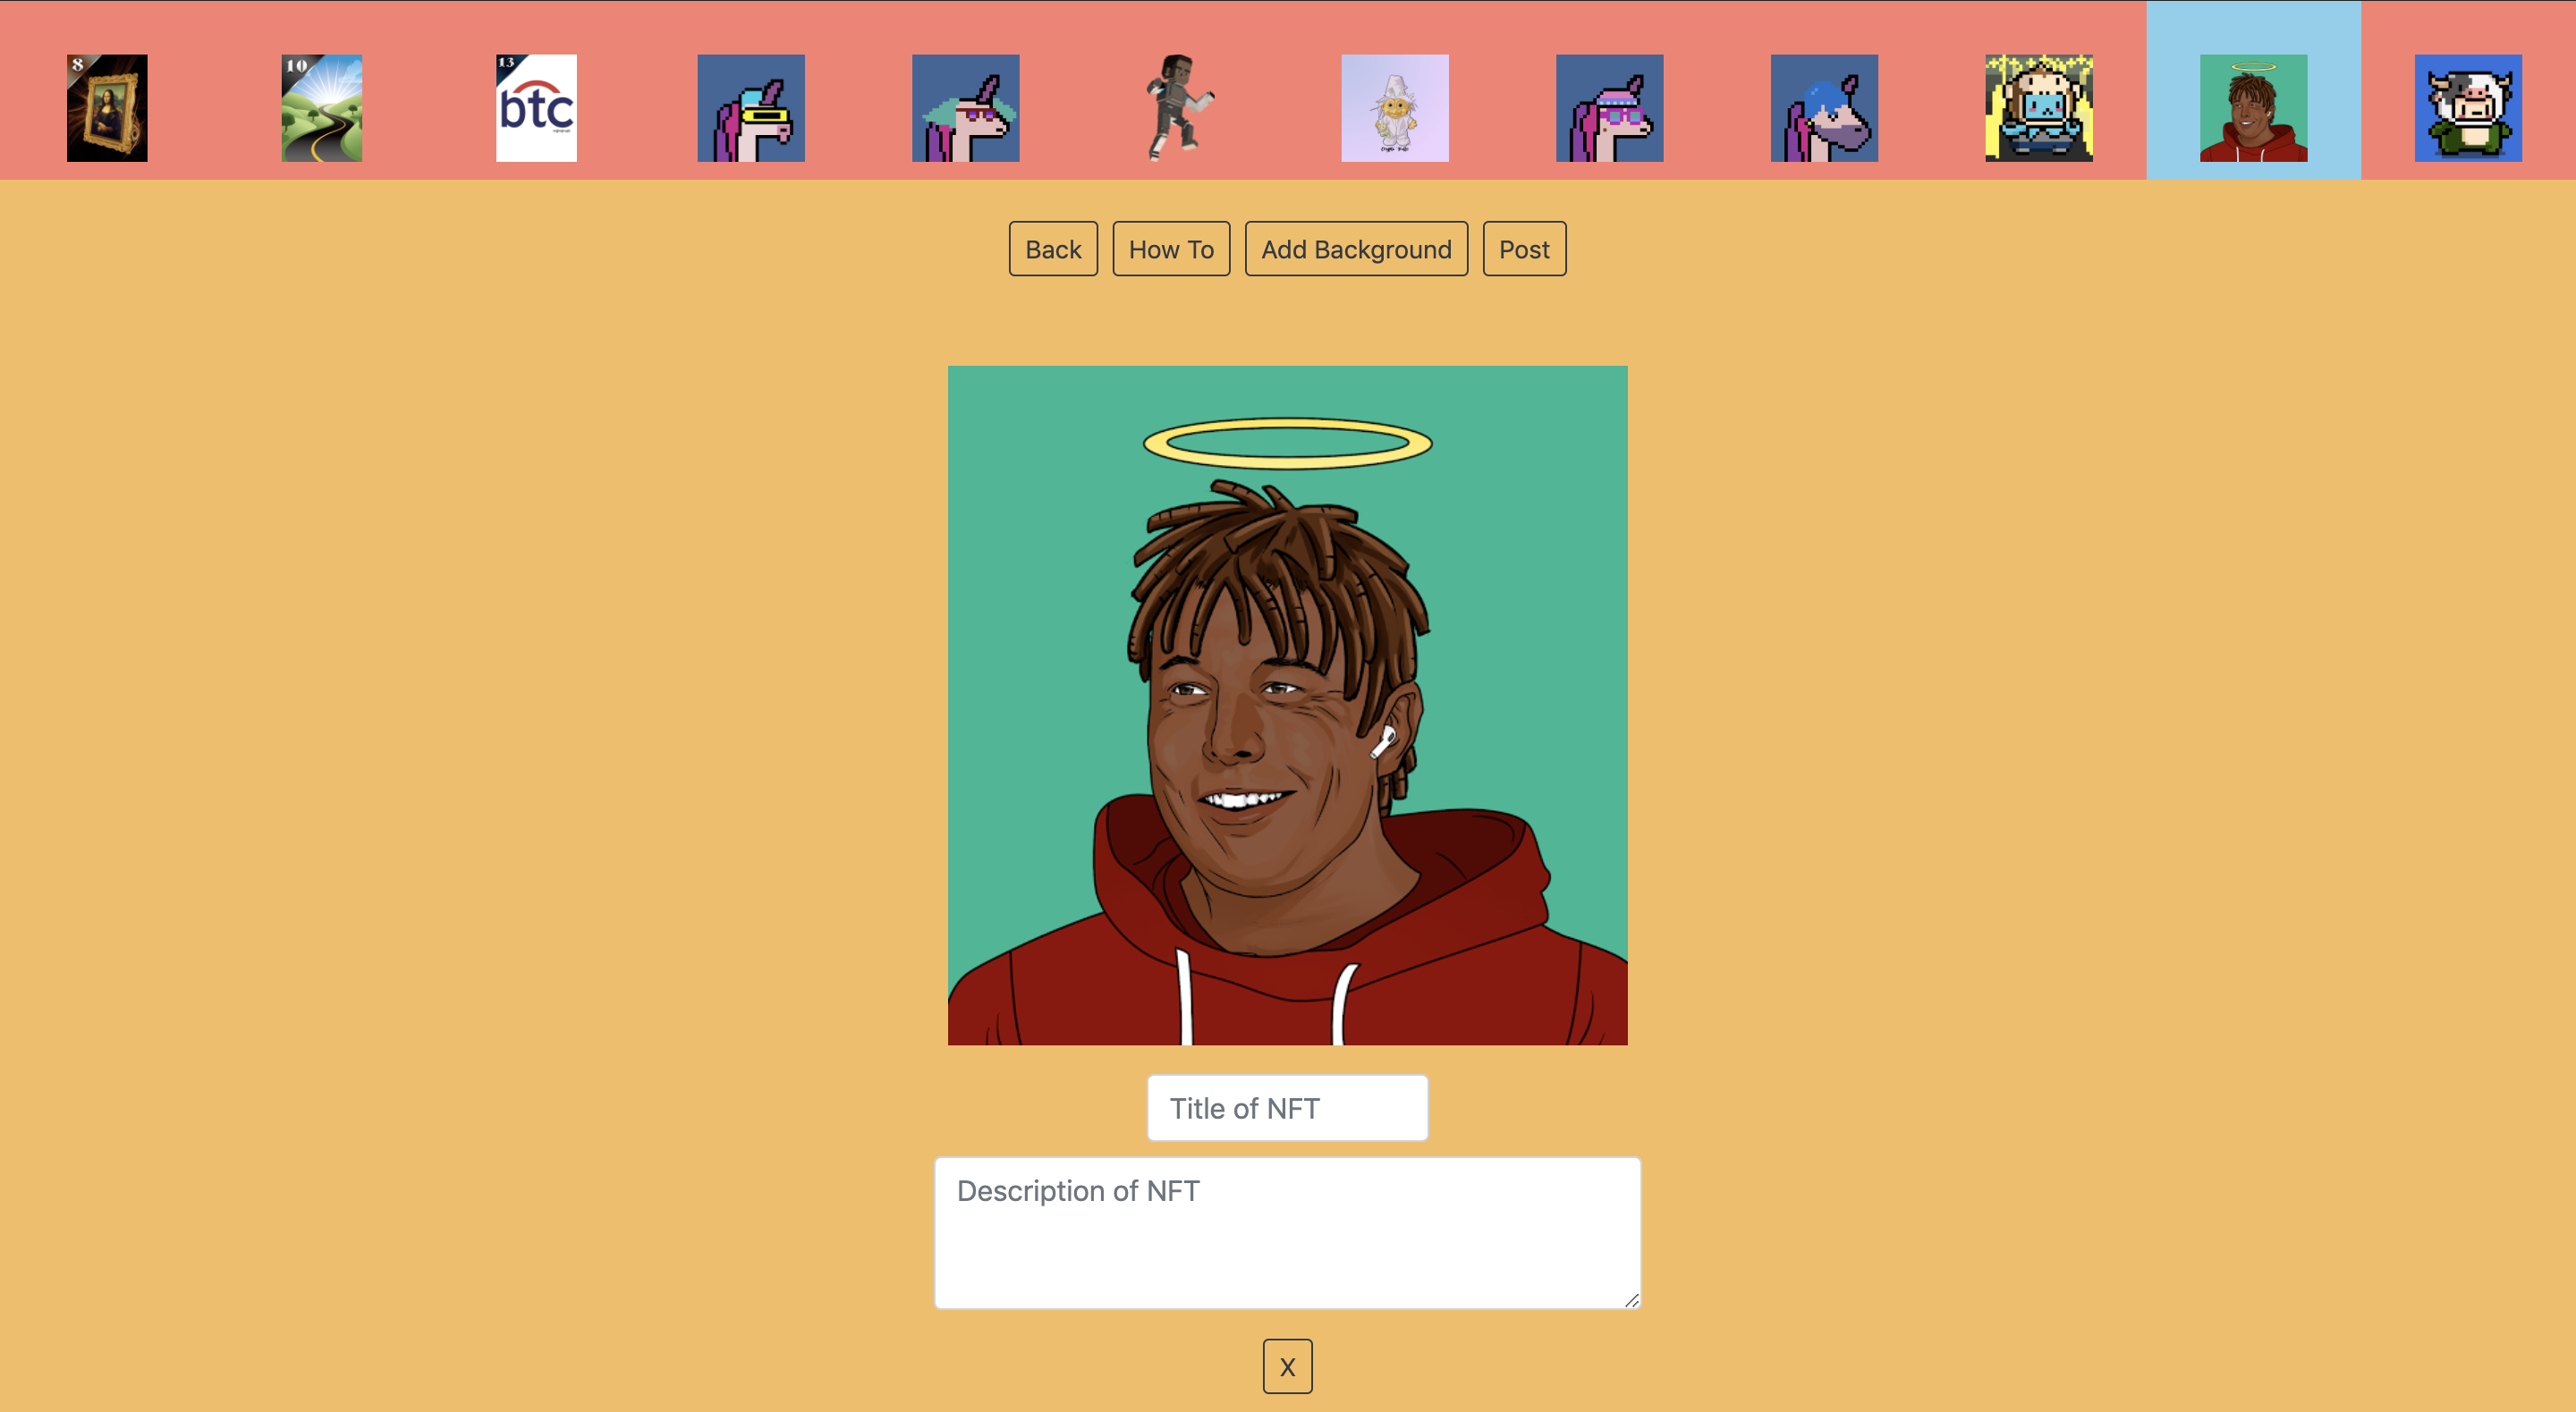 8
10
13
btc
Back
How To
Add Background
Post
Title of NFT
Description of NFT
X